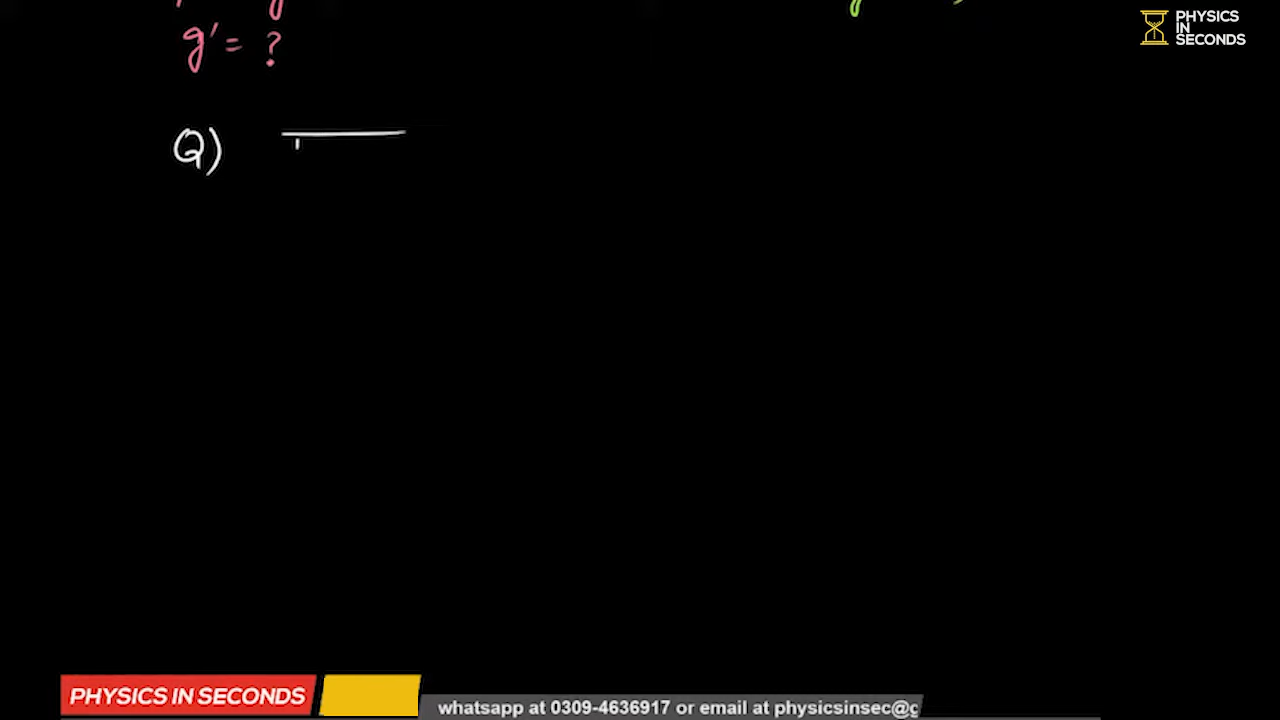 PHYSICS
IN
SECONDS
g′ = ?
Q)
PHYSICS IN SECONDS
whatsapp at 0309-4636917 or email at physicsinsec@g